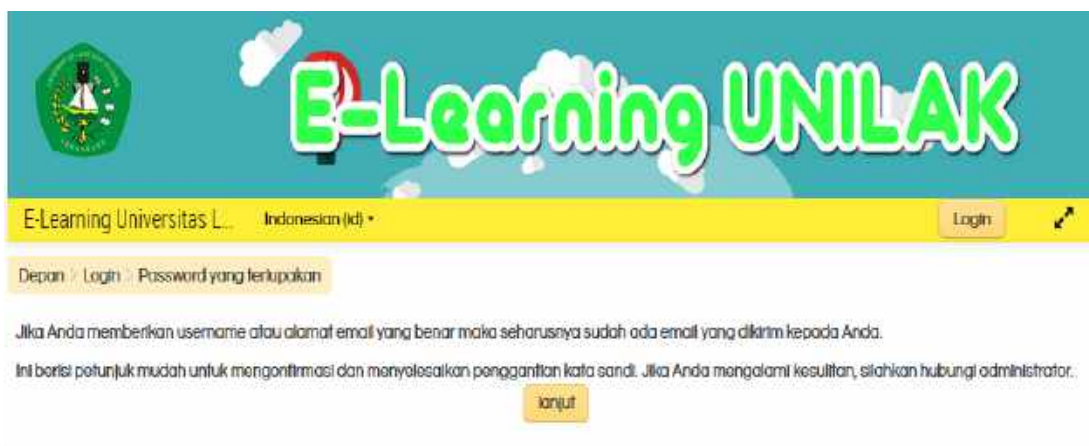 E-Learning UNILAK
E-Learning Universitas L...
Indonesian (id)
Login
Depan
Login
Password yang terlupakan
Jika Anda memberikan username atau alamat email yang benar maka seharusnya sudah ada email yang dikirim kepada Anda.
Ini berisi petunjuk mudah untuk mengonfirmasi dan menyelesaikan penggantian kata sandi. Jika Anda mengalami kesulitan, silahkan hubungi administrator.
lanjut